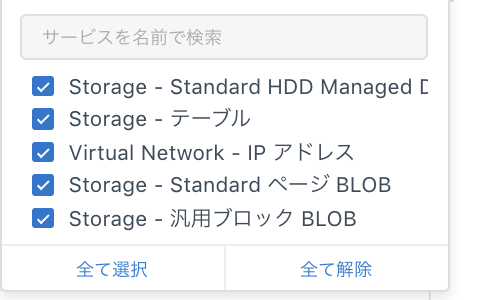 サービスを名前で検索
Storage - Standard HDD Managed D
Storage - テーブル
Virtual Network - IP アドレス
Storage - Standard ページ BLOB
Storage - 汎用ブロック BLOB
全て選択
全て解除